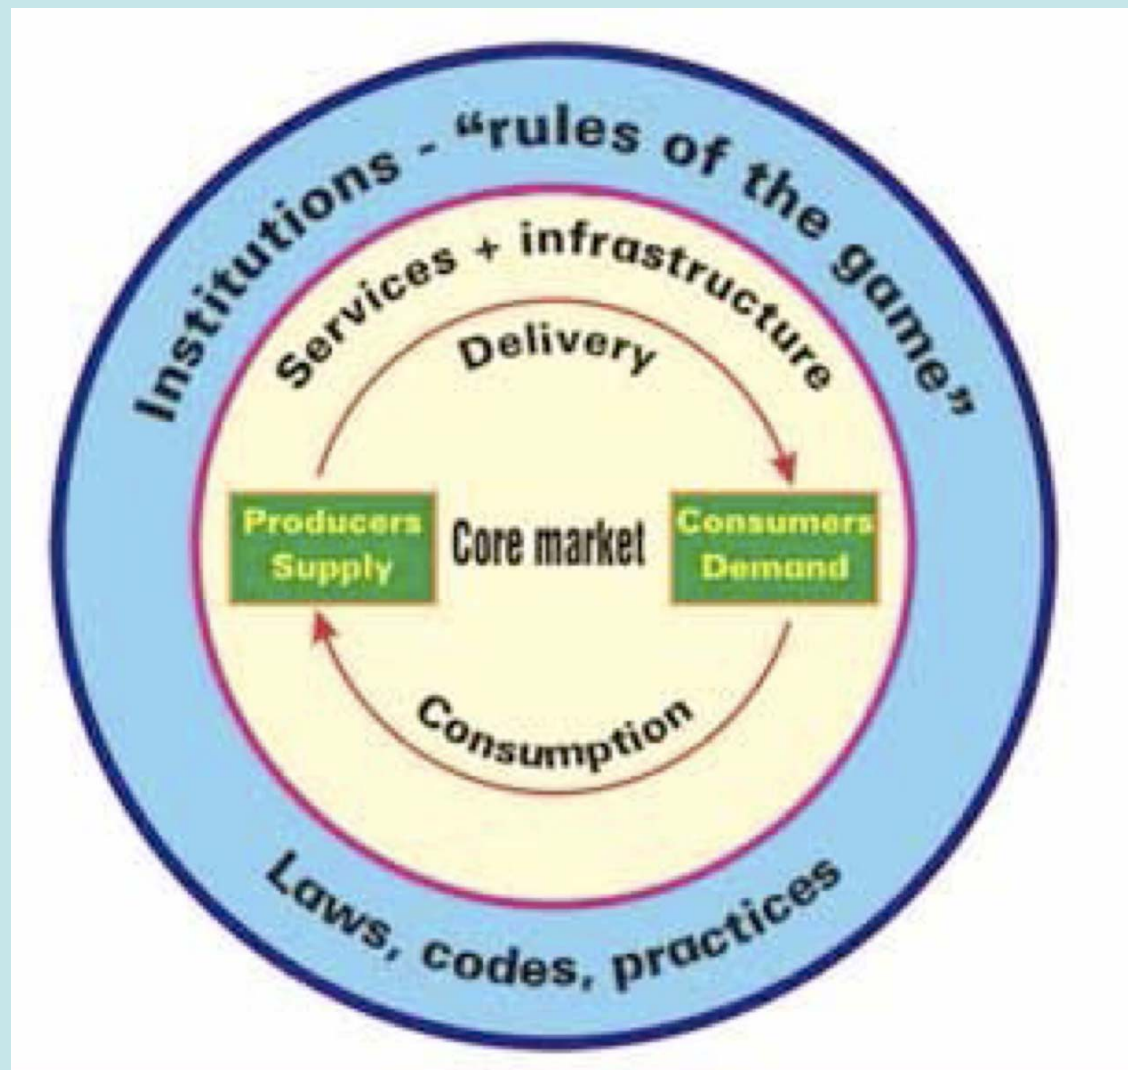 Institutions - “rules of the game”
Services + infrastructure
Delivery
Producers
Supply
Core market
Consumers
Demand
Consumption
Laws, codes, practices